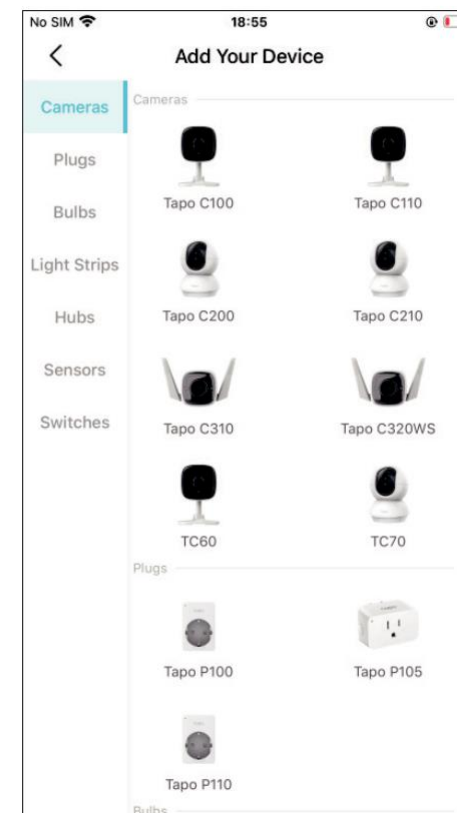 No SIM 18:55
Add Your Device
Cameras
Plugs
Bulbs
Light Strips
Hubs
Sensors
Switches
Cameras
Tapo C100 Tapo C110
Tapo C200 Tapo C210
Tapo C310 Tapo C320WS
TC60 TC70
Plugs
Tapo P100 Tapo P105
Tapo P110
Bulbs